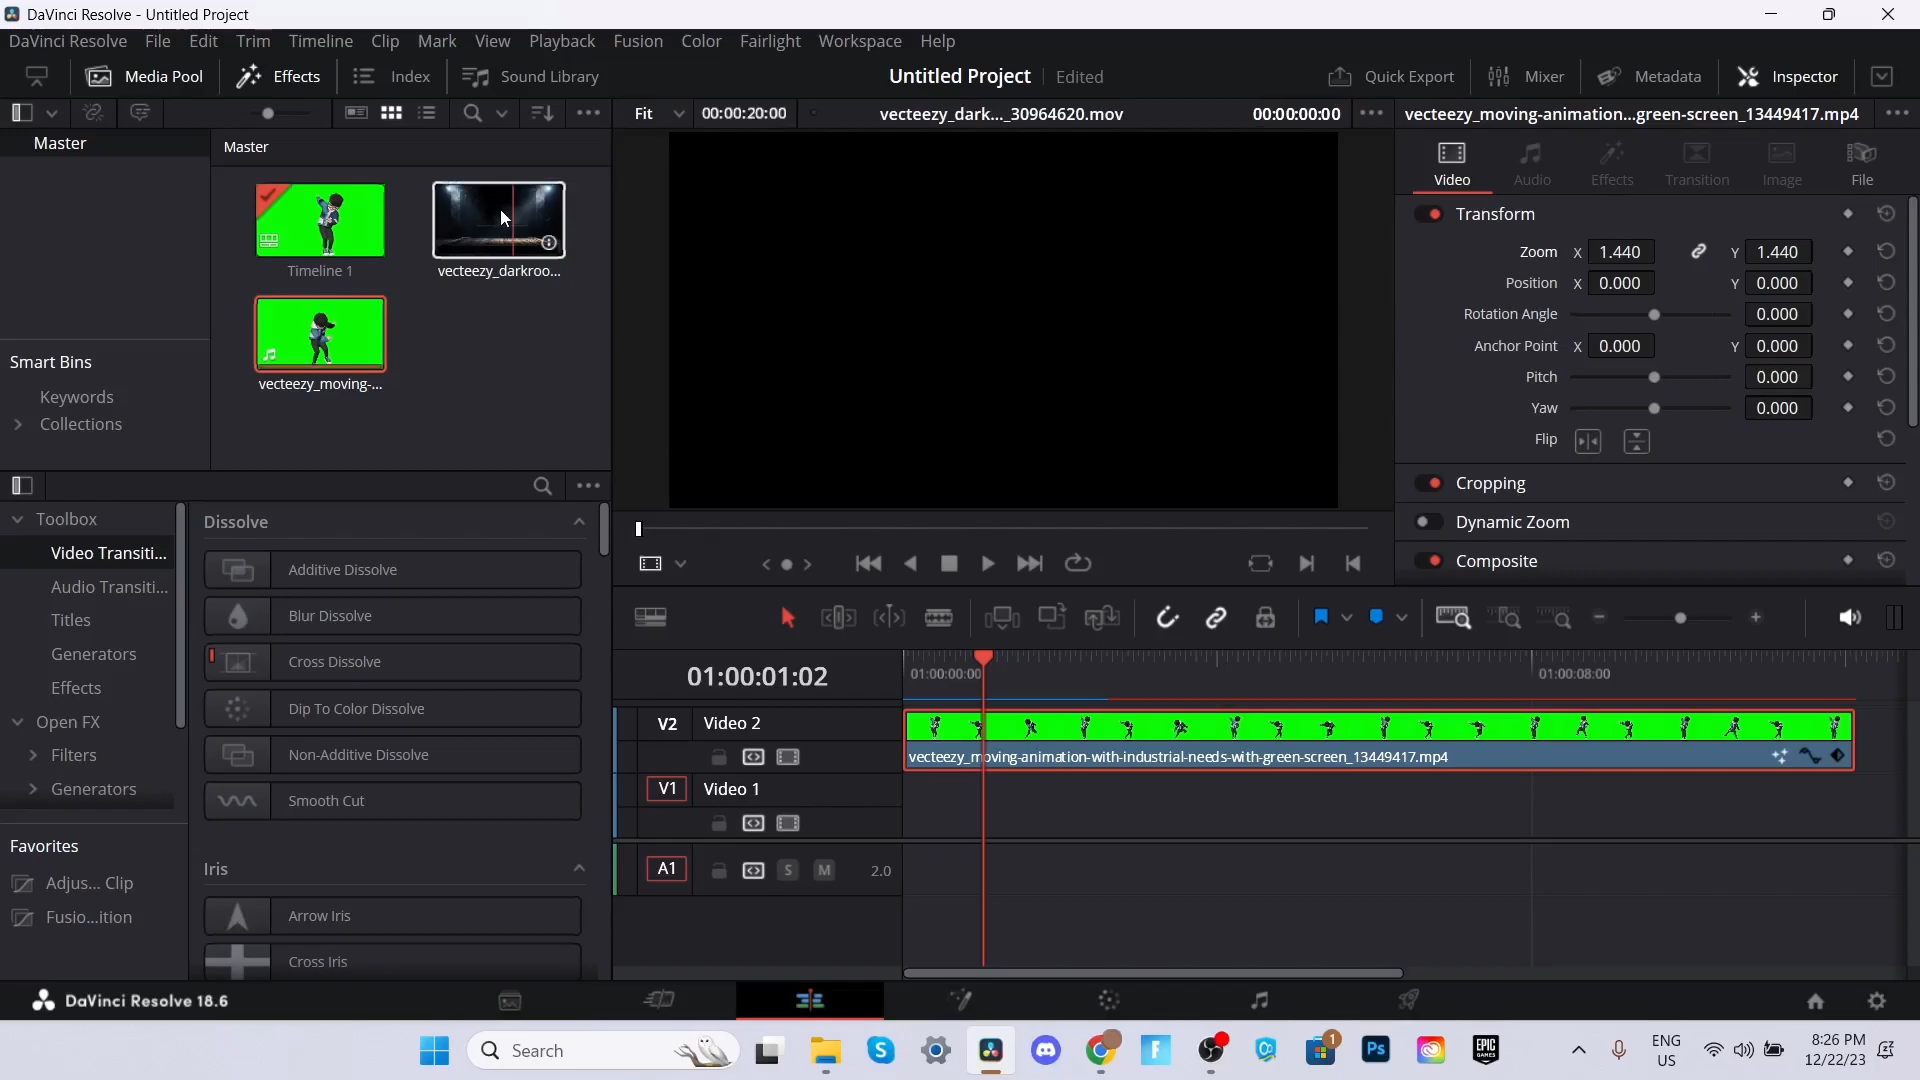 DaVinci Resolve - Untitled Project
DaVinci Resolve File Edit Trim Timeline Clip Mark View Playback Fusion Color Fairlight Workspace Help
Media Pool Effects Index Sound Library Untitled Project Edited Quick Export Mixer Metadata Inspector
Fit 00:00:20:00 vecteezy_dark..._30964620.mov 00:00:00:00 vecteezy_moving-animation...green-screen_13449417.mp4
Master
Master
Timeline 1
vecteezy_darkroo...
vecteezy_moving-...
Smart Bins
Keywords
Collections
Video Audio Effects Transition Image File
Transform
Zoom X 1.440 Y 1.440
Position X 0.000 Y 0.000
Rotation Angle 0.000
Anchor Point X 0.000 Y 0.000
Pitch 0.000
Yaw 0.000
Flip
Cropping
Dynamic Zoom
Composite
Toolbox
Video Transiti...
Audio Transiti...
Titles
Generators
Effects
Open FX
Filters
Generators
Favorites
Adjus... Clip
Fusio...ition
Dissolve
Additive Dissolve
Blur Dissolve
Cross Dissolve
Dip To Color Dissolve
Non-Additive Dissolve
Smooth Cut
Iris
Arrow Iris
Cross Iris
01:00:01:02
01:00:00:00 01:00:08:00
V2 Video 2
vecteezy_moving-animation-with-industrial-needs-with-green-screen_13449417.mp4
V1 Video 1
A1 S M 2.0
DaVinci Resolve 18.6
Search
S
F
1
Ps
EPIC
GAMES
ENG
US
8:26 PM
12/22/23